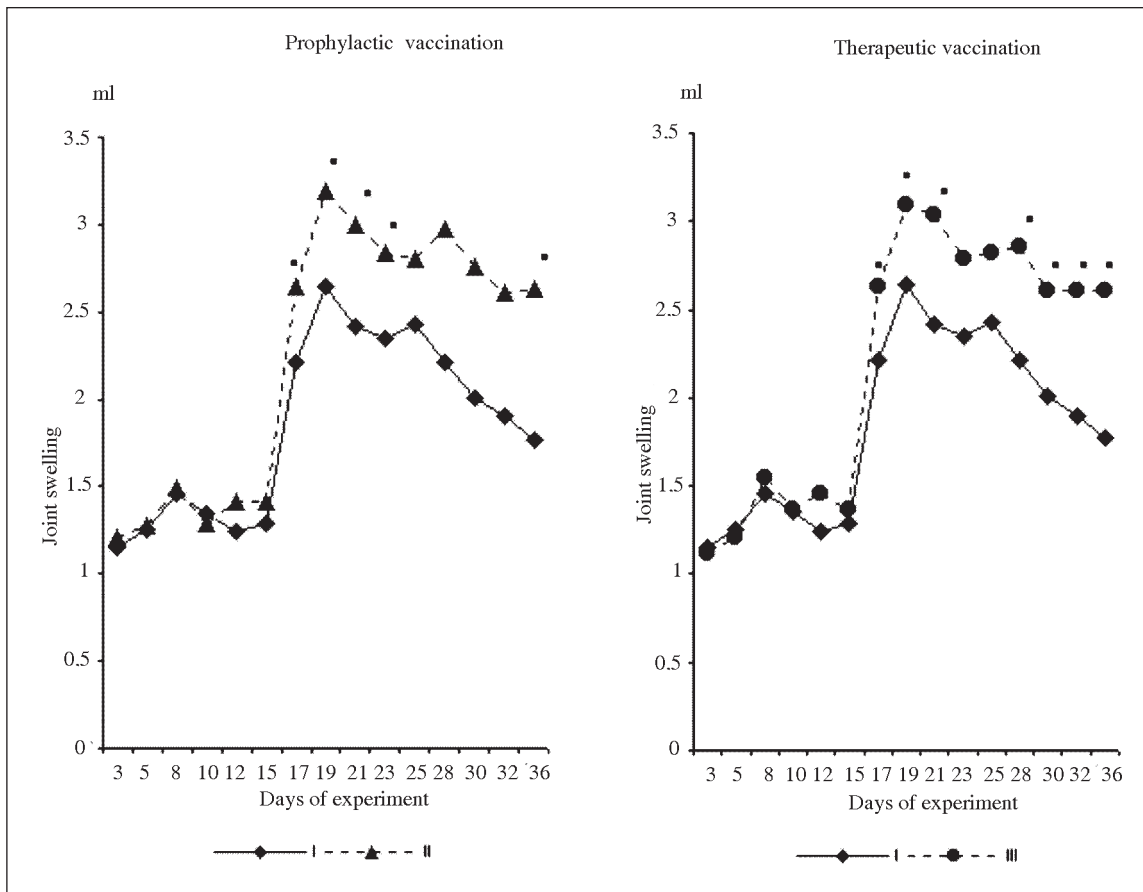 Prophylactic vaccination
ml
3.5
3
2.5
2
1.5
1
0.5
0
Joint swelling
3 5 8 10 12 15 17 19 21 23 25 28 30 32 36
Days of experiment
I II
Therapeutic vaccination
ml
3.5
3
2.5
2
1.5
1
0.5
0
Joint swelling
3 5 8 10 12 15 17 19 21 23 25 28 30 32 36
Days of experiment
I III